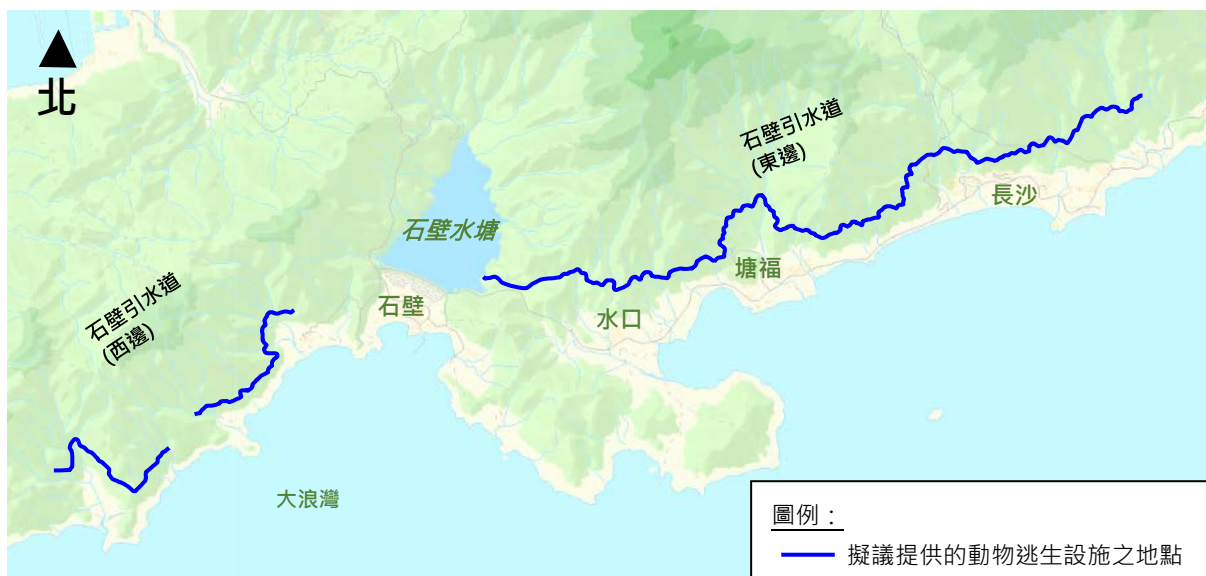 北
石壁引水道
(東邊)
長沙
石壁水塘
塘福
石壁引水道
(西邊)
石壁
水口
大浪灣
圖例：
擬議提供的動物逃生設施之地點